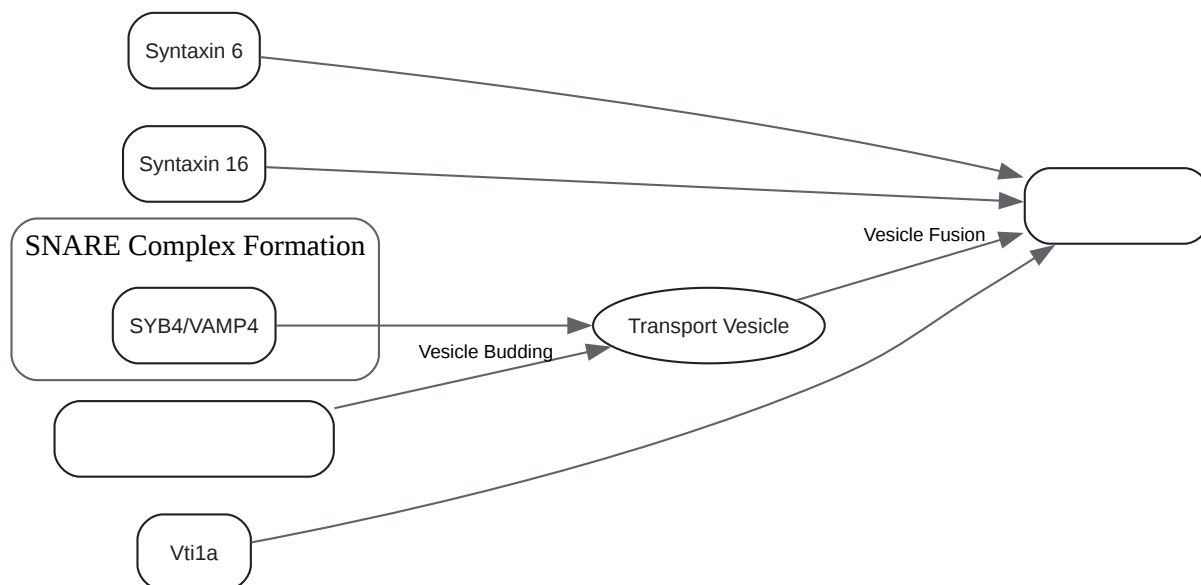 Syntaxin 6
Syntaxin 16
SNARE Complex Formation
Vesicle Fusion
SYB4/VAMP4
Transport Vesicle
Vesicle Budding
Vti1a